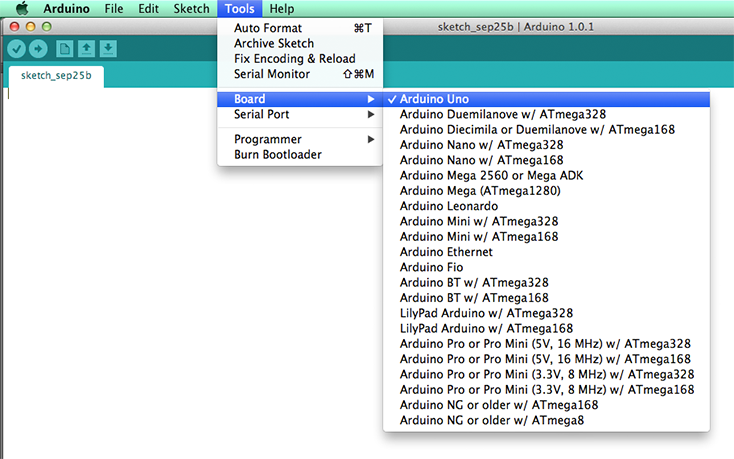 Arduino File Edit Sketch Tools Help
sketch_sep25b | Arduino 1.0.1
sketch_sep25b
Auto Format ⌘T
Archive Sketch
Fix Encoding & Reload
Serial Monitor ⇧⌘M
Board
Serial Port
Programmer
Burn Bootloader
✓ Arduino Uno
Arduino Duemilanove w/ ATmega328
Arduino Diecimila or Duemilanove w/ ATmega168
Arduino Nano w/ ATmega328
Arduino Nano w/ ATmega168
Arduino Mega 2560 or Mega ADK
Arduino Mega (ATmega1280)
Arduino Leonardo
Arduino Mini w/ ATmega328
Arduino Mini w/ ATmega168
Arduino Ethernet
Arduino Fio
Arduino BT w/ ATmega328
Arduino BT w/ ATmega168
LilyPad Arduino w/ ATmega328
LilyPad Arduino w/ ATmega168
Arduino Pro or Pro Mini (5V, 16 MHz) w/ ATmega328
Arduino Pro or Pro Mini (5V, 16 MHz) w/ ATmega168
Arduino Pro or Pro Mini (3.3V, 8 MHz) w/ ATmega328
Arduino Pro or Pro Mini (3.3V, 8 MHz) w/ ATmega168
Arduino NG or older w/ ATmega168
Arduino NG or older w/ ATmega8